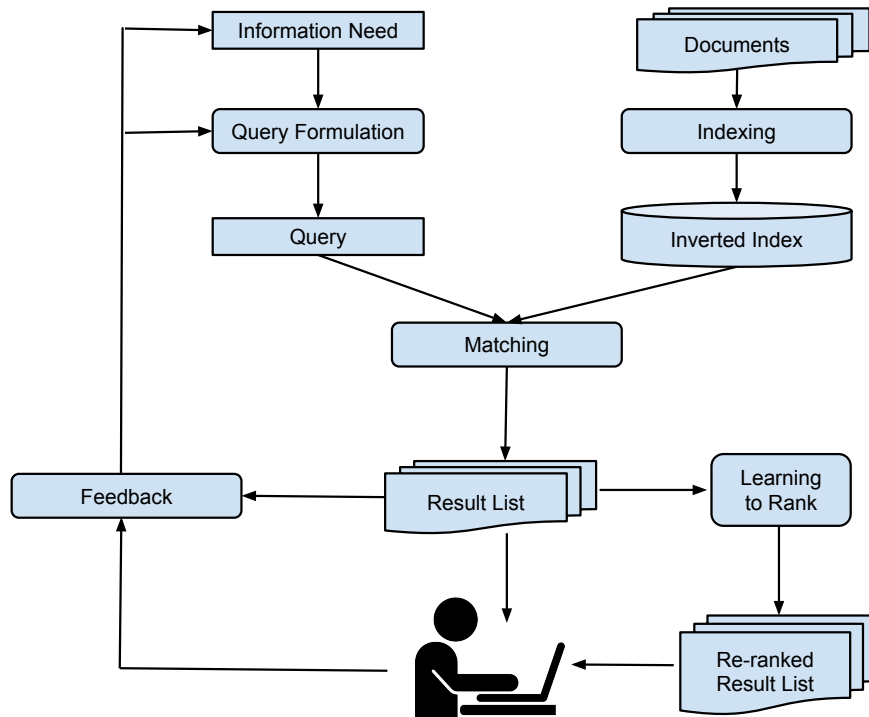 Information Need
Documents
Query Formulation
Indexing
Query
Inverted Index
Matching
Feedback
Result List
Learning
to Rank
Re-ranked
Result List